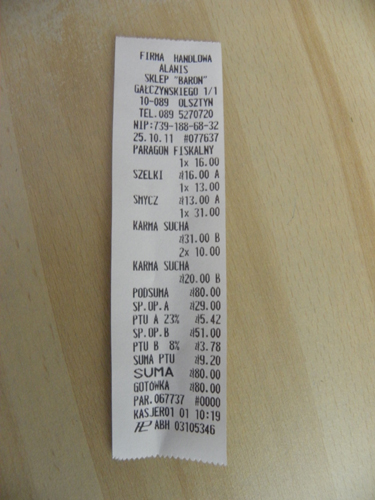 FIRMA HANDLOWA
ALANIS
SKLEP "BARON"
GAŁCZYNSKIEGO 1/1
10-089 OLSZTYN
TEL.089 5270720
NIP:739-188-68-32
25.10.11 #077637
PARAGON FISKALNY
1x 16.00
SZELKI #16.00 A
1x 13.00
SMYCZ #13.00 A
1x 31.00
KARMA SUCHA
#31.00 B
2x 10.00
KARMA SUCHA
#20.00 B
PODSUMA #80.00
SP.OP.A #29.00
PTU A 23% #5.42
SP.OP.B #51.00
PTU B 8% #3.78
SUMA PTU #9.20
SUMA #80.00
GOTOWKA #80.00
PAR.067737 #0000
KASJER01 01 10:19
ABH 03105346